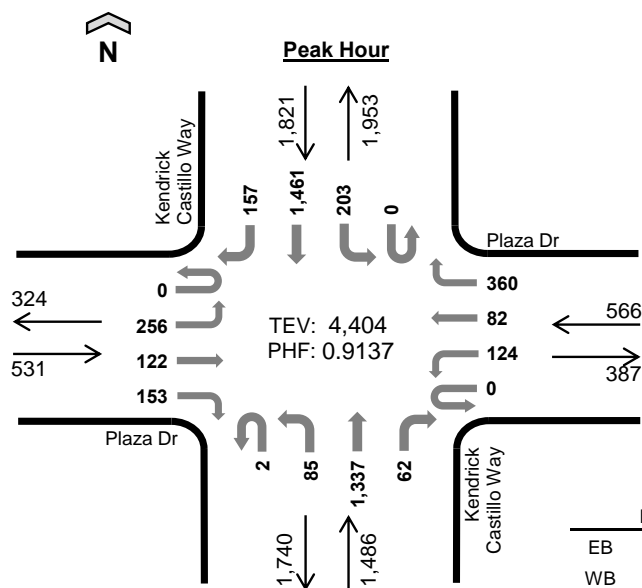 N
Peak Hour
Kendrick
Castillo Way
1,821
1,953
157
1,461
203
0
Plaza Dr
0
256
122
153
324
531
TEV: 4,404
PHF: 0.9137
360
82
124
0
566
387
Plaza Dr
2
85
1,337
62
Kendrick
Castillo Way
1,740
1,486
EB
WB